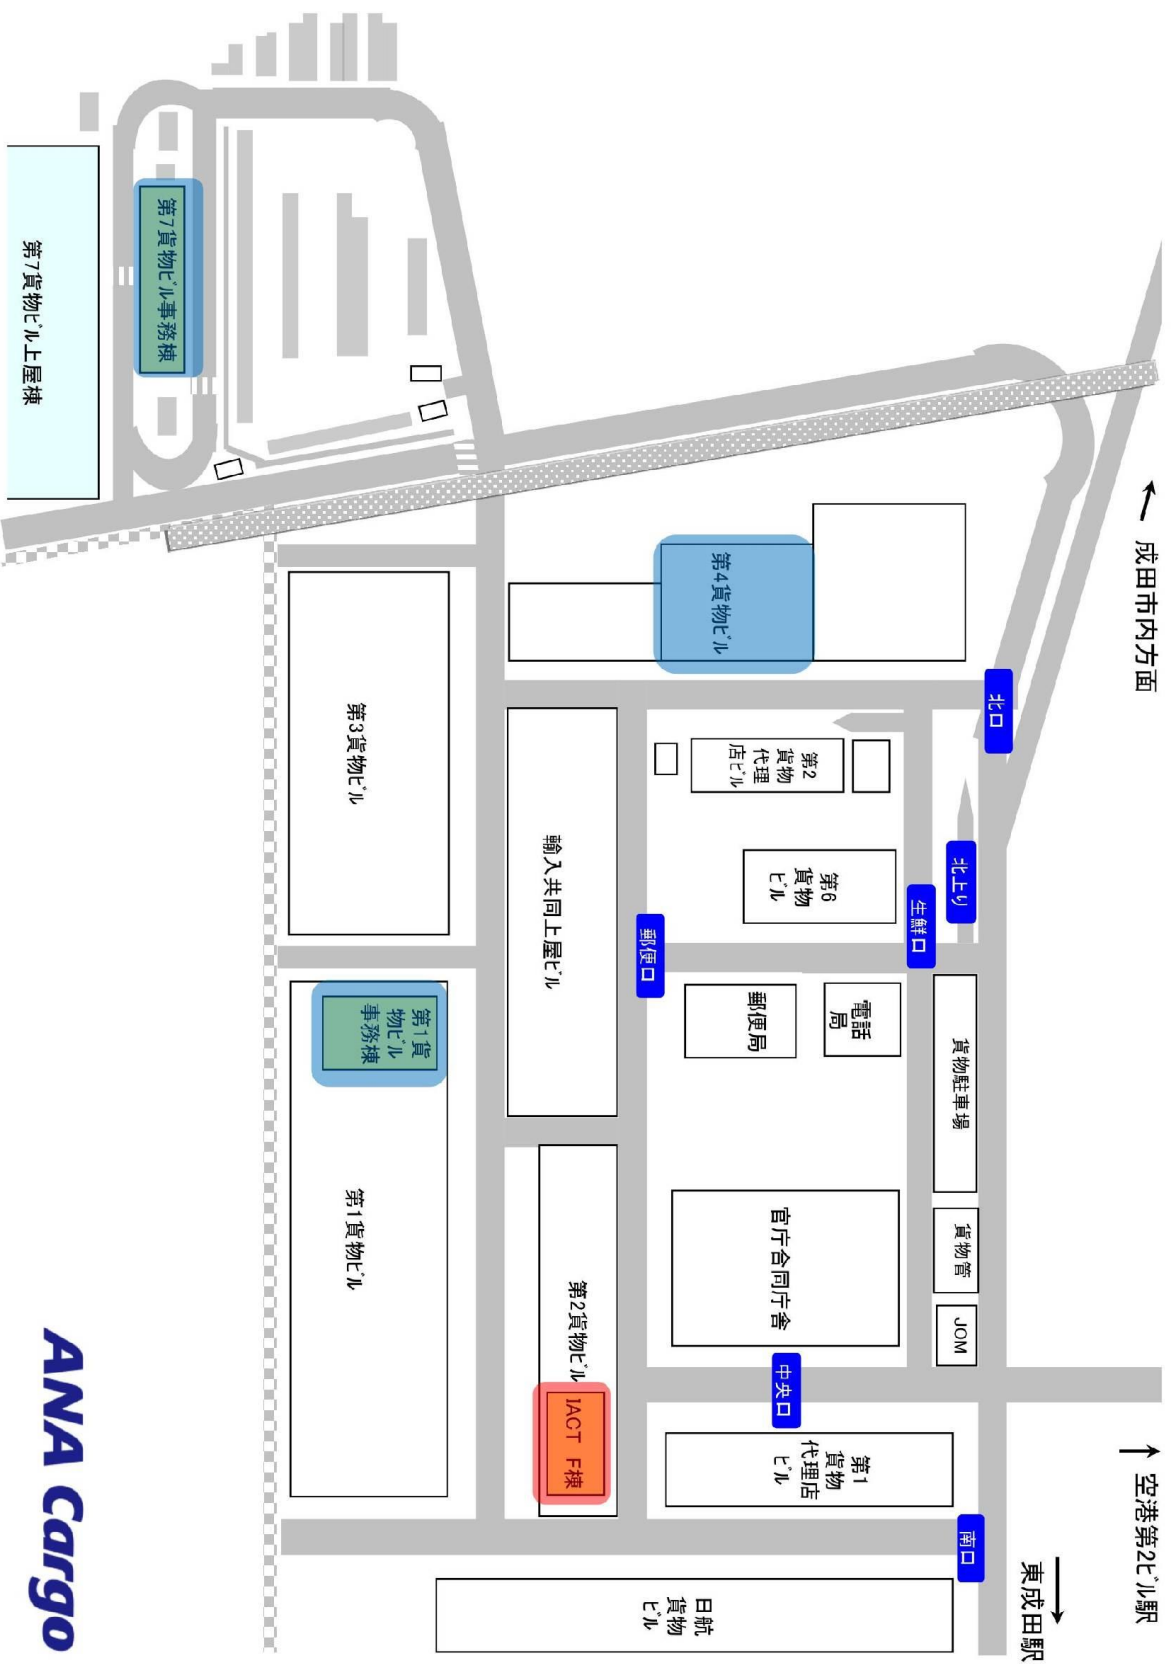 ← 成田市内方面
↑ 空港第2ビル駅
→
東成田駅
北口
北上り
生鮮口
南口
貨物駐車場
貨物管
JOM
電話
局
郵便局
第2
貨物
代理
店ビル
第6
貨物
ビル
官庁合同庁舎
中央口
第1
貨物
代理店
ビル
日航
貨物
ビル
第4貨物ビル
郵便口
輸入共同上屋ビル
第2貨物ビル
IACT F棟
第3貨物ビル
第1貨
物ビル
事務棟
第1貨物ビル
第7貨物ビル事務棟
第7貨物ビル上屋棟
ANA Cargo